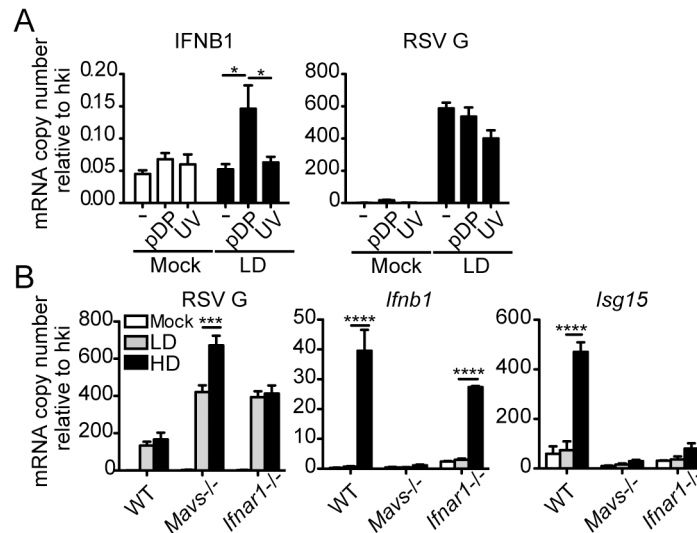 A
IFNB1
RSV G
mRNA copy number
relative to hki
0.20
0.15
0.10
0.05
0.00
* *
- pDP UV - pDP UV
Mock LD
800
600
400
200
0
- pDP UV - pDP UV
Mock LD
B
RSV G
Ifnb1
Isg15
mRNA copy number
relative to hki
Mock
LD
HD
800
600
400
200
0
***
WT Mavs-/- Ifnar1-/-
50
40
30
20
10
0
**** ****
WT Mavs-/- Ifnar1-/-
600
400
200
0
****
WT Mavs-/- Ifnar1-/-